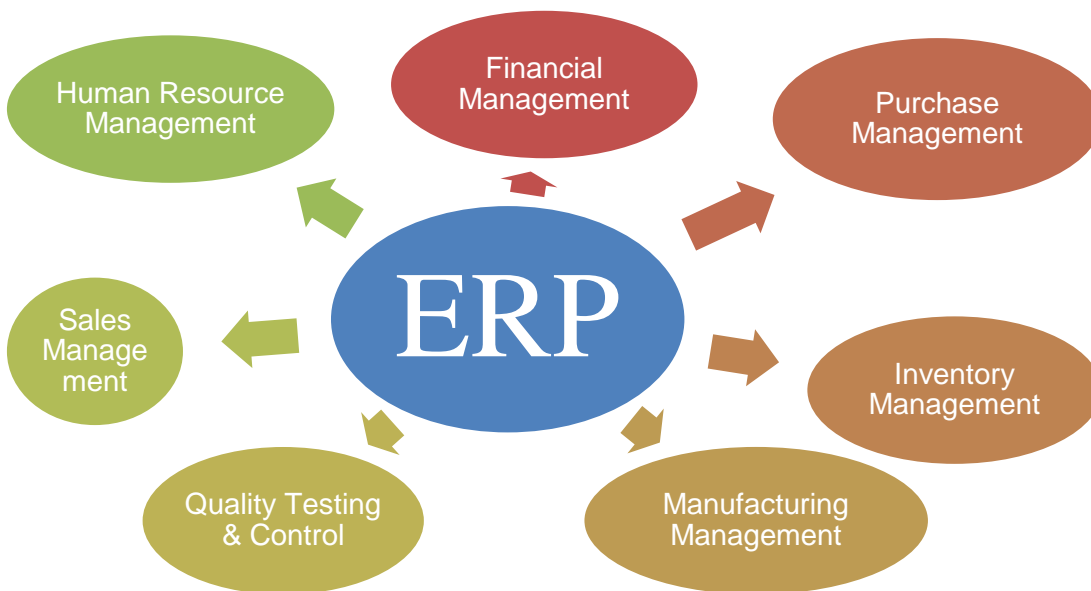 Financial
Management
Human Resource
Management
Purchase
Management
ERP
Sales
Manage
ment
Inventory
Management
Quality Testing
& Control
Manufacturing
Management